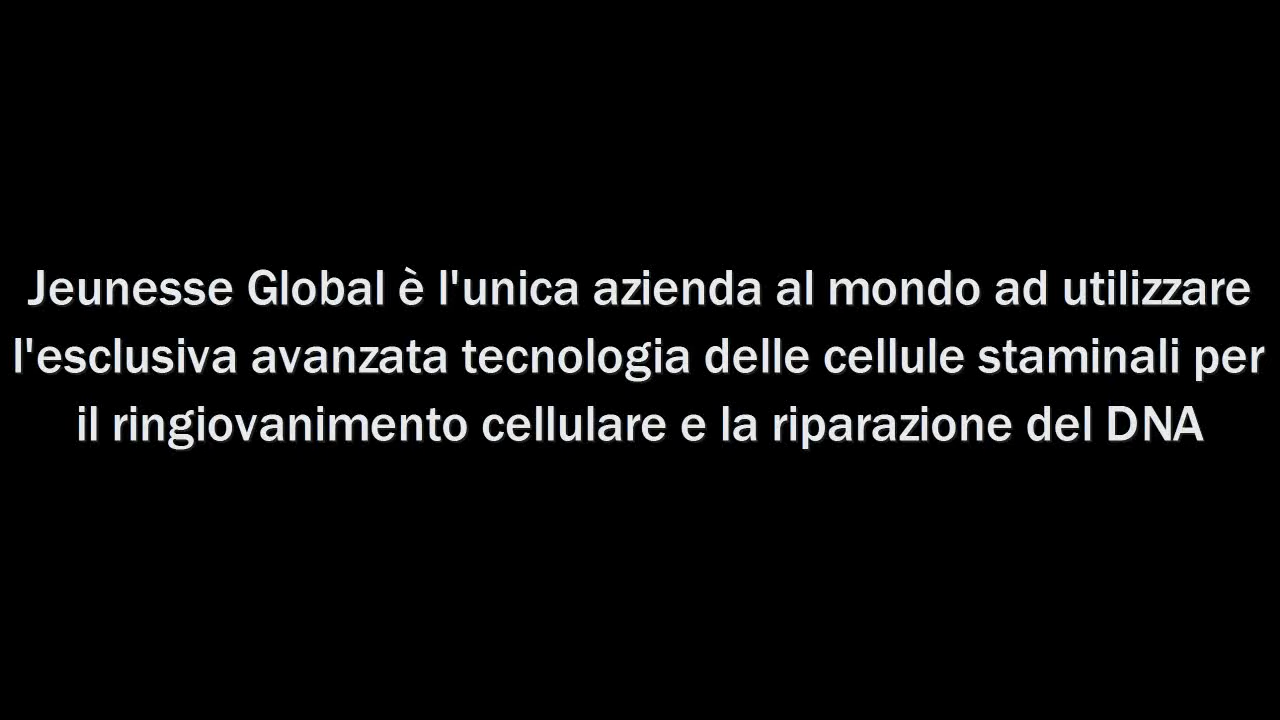 Jeunesse Global è l'unica azienda al mondo ad utilizzare
l'esclusiva avanzata tecnologia delle cellule staminali per
il ringiovanimento cellulare e la riparazione del DNA